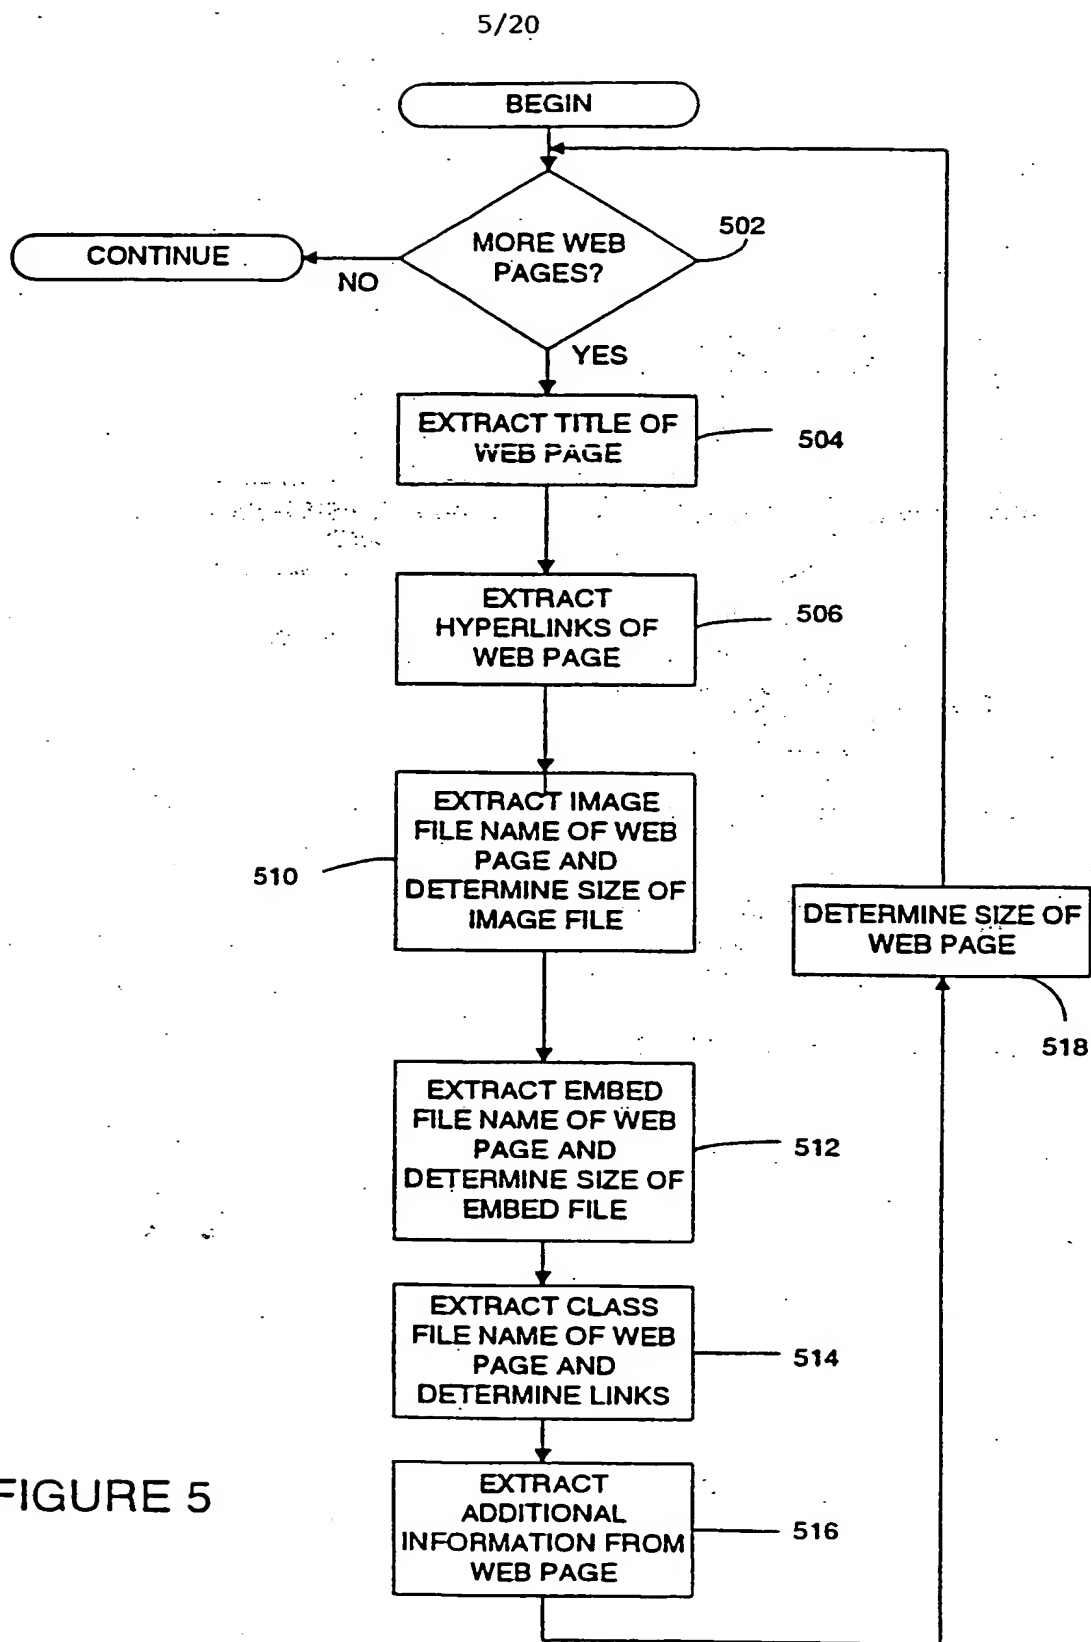 5/20
BEGIN
MORE WEB
PAGES?
502
CONTINUE
NO
YES
EXTRACT TITLE OF
WEB PAGE
504
EXTRACT
HYPERLINKS OF
WEB PAGE
506
EXTRACT IMAGE
FILE NAME OF WEB
PAGE AND
DETERMINE SIZE OF
IMAGE FILE
510
DETERMINE SIZE OF
WEB PAGE
518
EXTRACT EMBED
FILE NAME OF WEB
PAGE AND
DETERMINE SIZE OF
EMBED FILE
512
EXTRACT CLASS
FILE NAME OF WEB
PAGE AND
DETERMINE LINKS
514
EXTRACT
ADDITIONAL
INFORMATION FROM
WEB PAGE
516
FIGURE 5